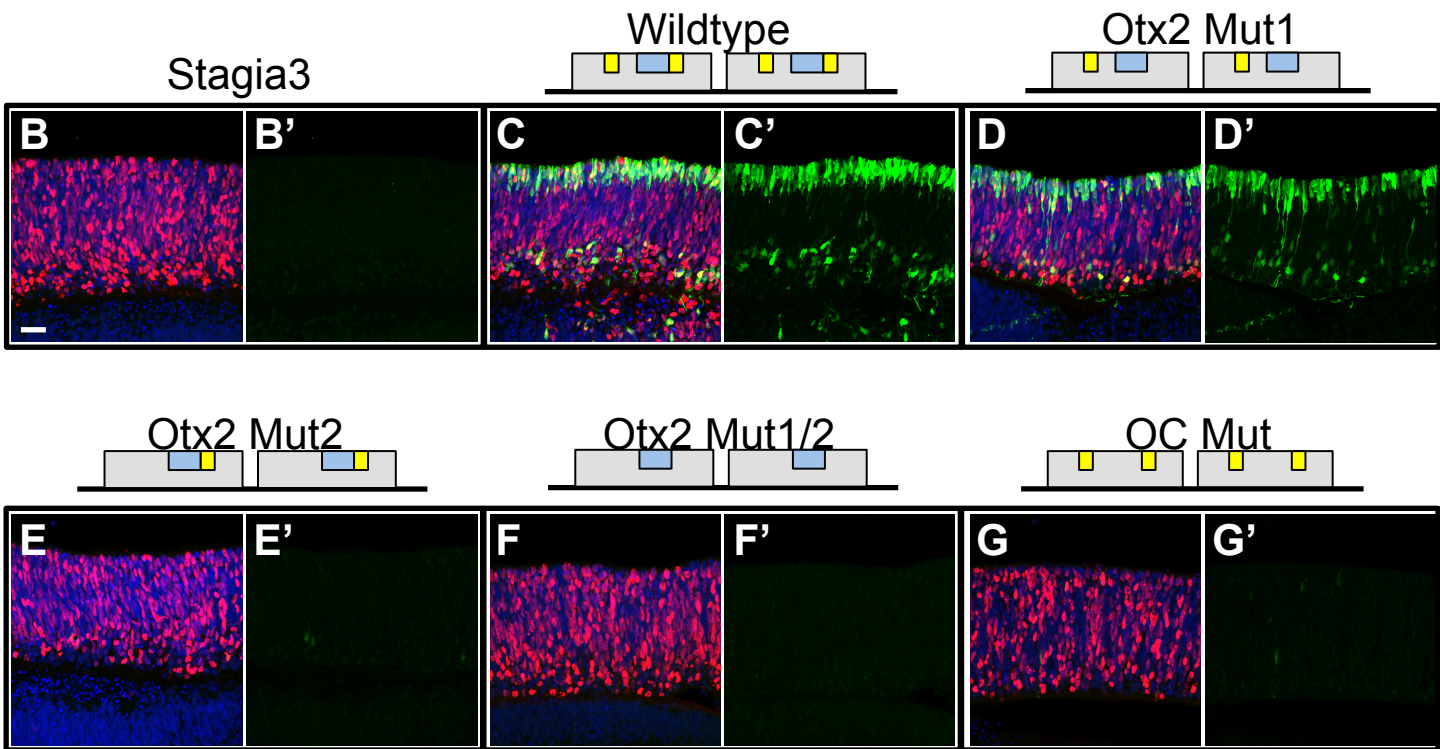 Stagia3
Wildtype
Otx2 Mut1
B
B’
C
C’
D
D’
Otx2 Mut2
Otx2 Mut1/2
OC Mut
E
E’
F
F’
G
G’